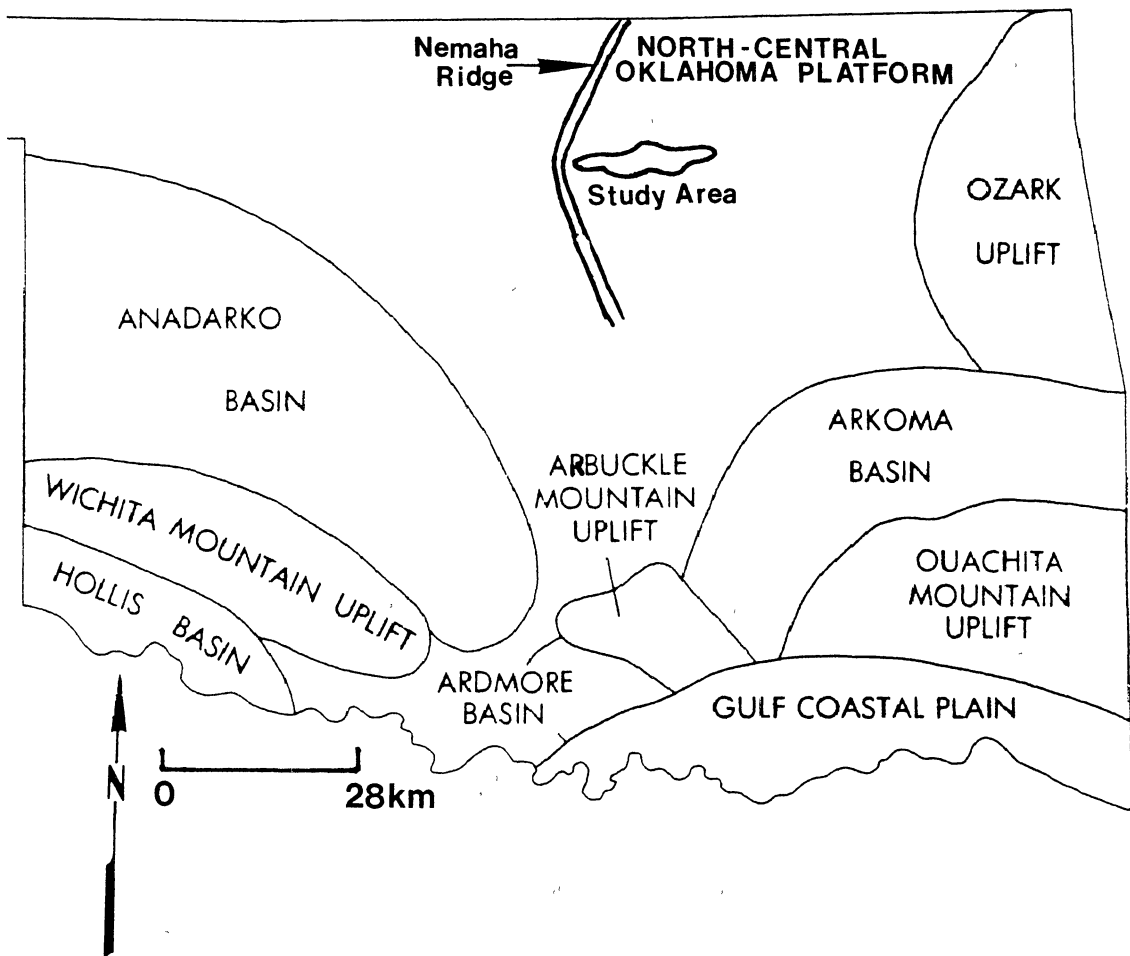 Nemaha
Ridge
NORTH-CENTRAL
OKLAHOMA PLATFORM
Study Area
OZARK
UPLIFT
ANADARKO
BASIN
ARKOMA
BASIN
ARBUCKLE
MOUNTAIN
UPLIFT
WICHITA MOUNTAIN UPLIFT
HOLLIS BASIN
OUACHITA
MOUNTAIN
UPLIFT
ARDMORE
BASIN
GULF COASTAL PLAIN
N
0 28km